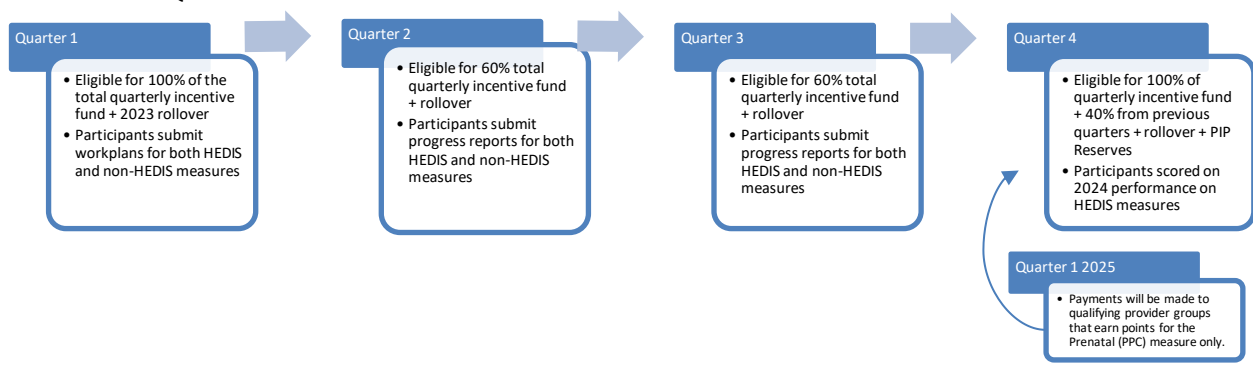 Quarter 1
• Eligible for 100% of the
total quarterly incentive
fund + 2023 rollover
• Participants submit
workplans for both HEDIS
and non-HEDIS measures
Quarter 2
• Eligible for 60% total
quarterly incentive fund
+ rollover
• Participants submit
progress reports for both
HEDIS and non-HEDIS
measures
Quarter 3
• Eligible for 60% total
quarterly incentive fund
+ rollover
• Participants submit
progress reports for both
HEDIS and non-HEDIS
measures
Quarter 4
• Eligible for 100% of
quarterly incentive fund
+ 40% from previous
quarters + rollover + PIP
Reserves
• Participants scored on
2024 performance on
HEDIS measures
Quarter 1 2025
• Payments will be made to
qualifying provider groups
that earn points for the
Prenatal (PPC) measure only.